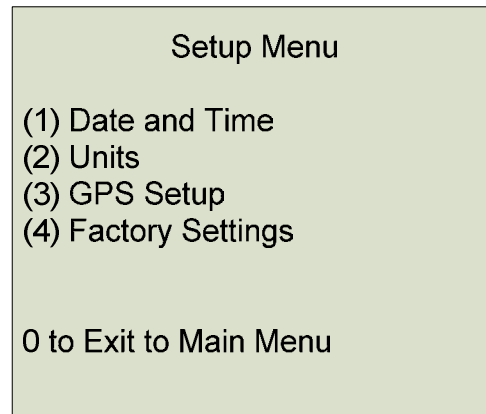 Setup Menu
(1) Date and Time
(2) Units
(3) GPS Setup
(4) Factory Settings
0 to Exit to Main Menu